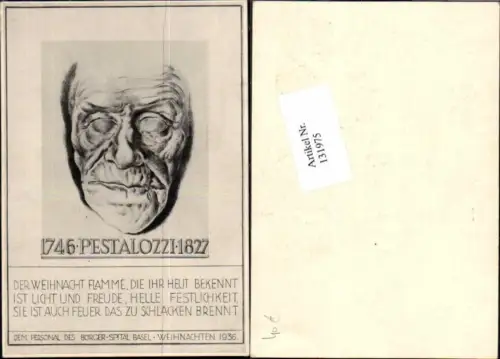 1746·PESTALOZZI·1827
DER WEIHNACHT FLAMME, DIE IHR HEUT BEKENNT
IST LICHT UND FREUDE, HELLE FESTLICHKEIT,
SIE IST AUCH FEUER DAS ZU SCHLACKEN BRENNT.
DEM PERSONAL DES BÜRGER-SPITAL BASEL · WEIHNACHTEN 1936
Artikel Nr.
131975